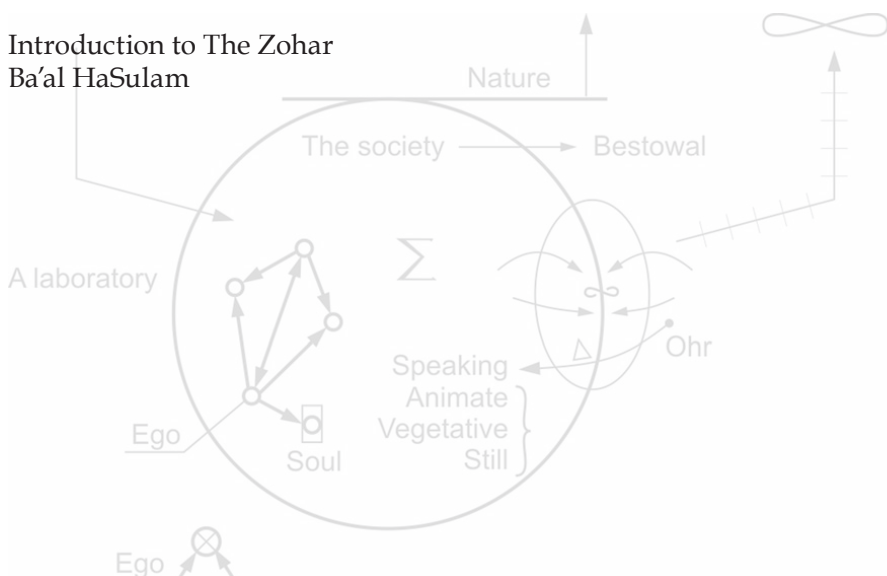 Introduction to The Zohar
Ba'al HaSulam
Nature
The society Bestowal
A laboratory
Σ
Ohr
Speaking
Animate
Vegetative
Still
Ego
Soul
Ego